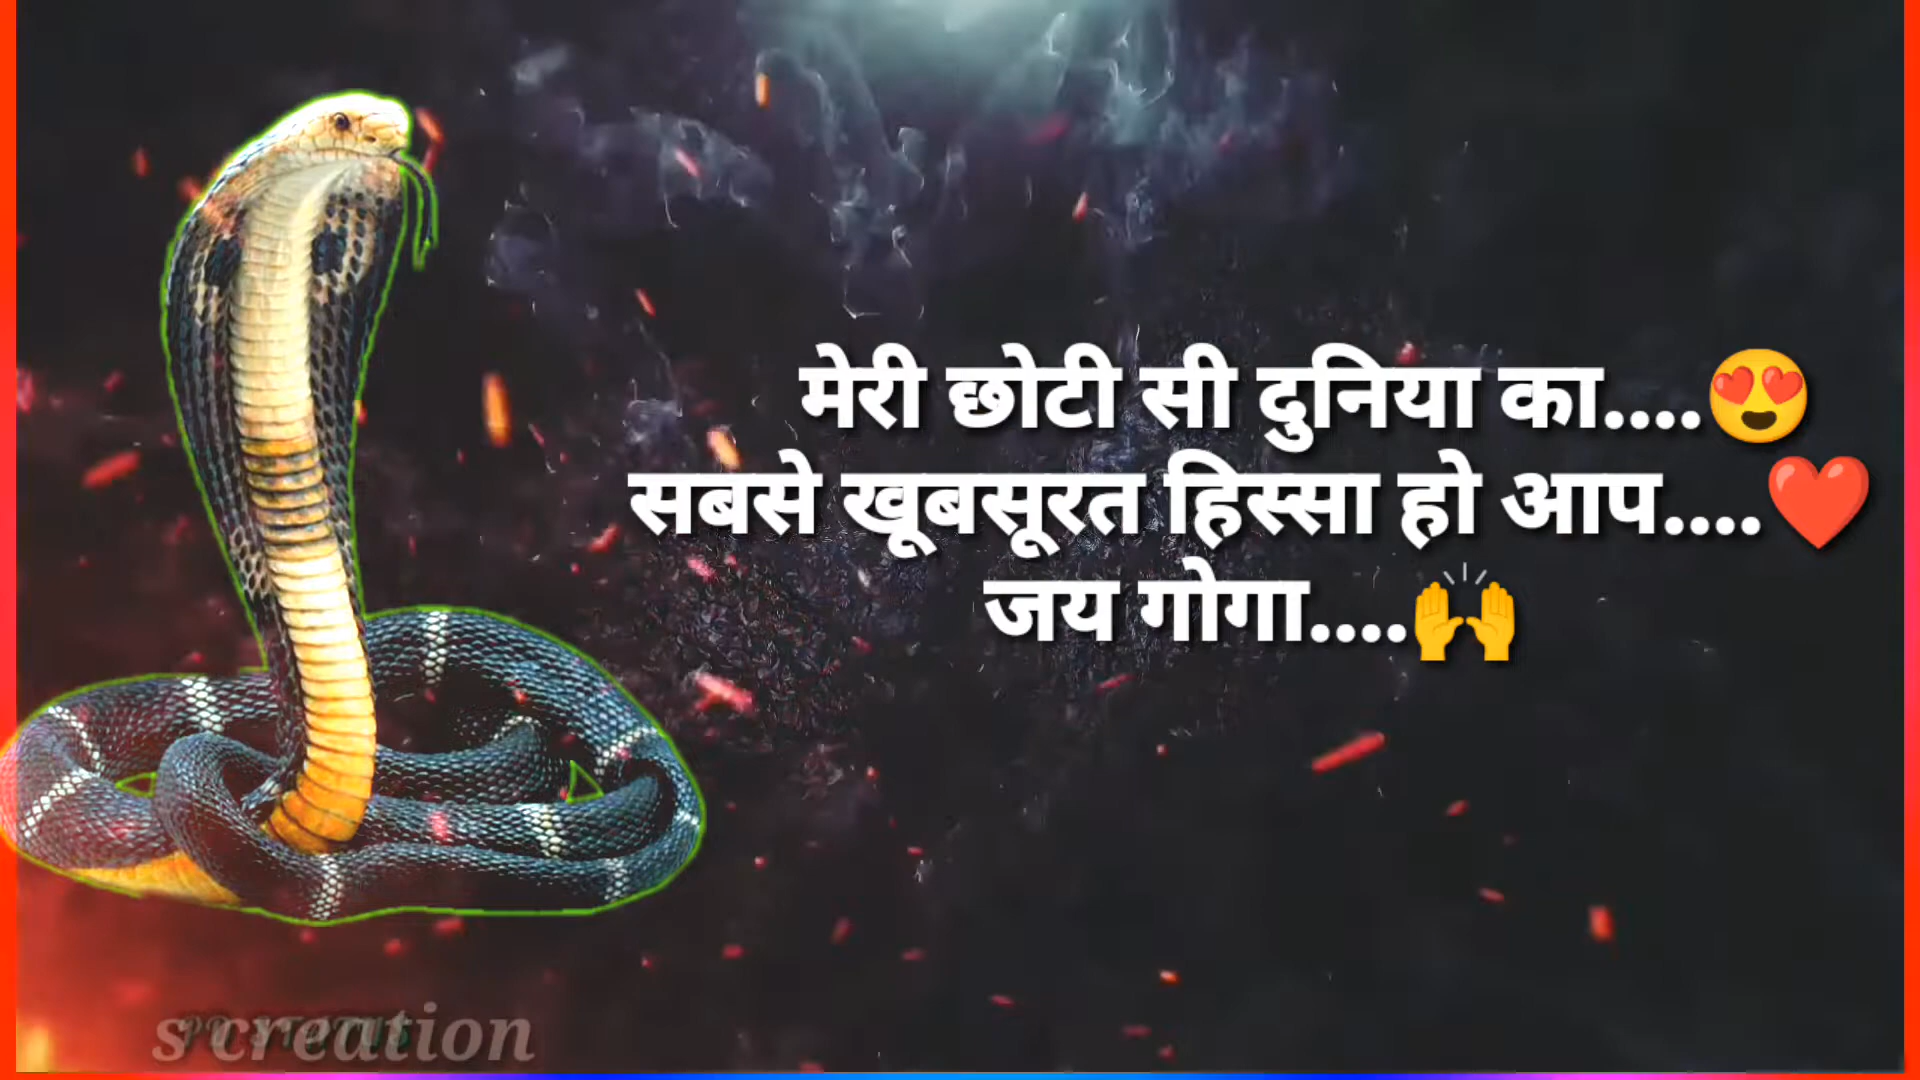 मेरी छोटी सी दुनिया का....😍
सबसे खूबसूरत हिस्सा हो आप....❤️
जय गोगा....🙌
s creation